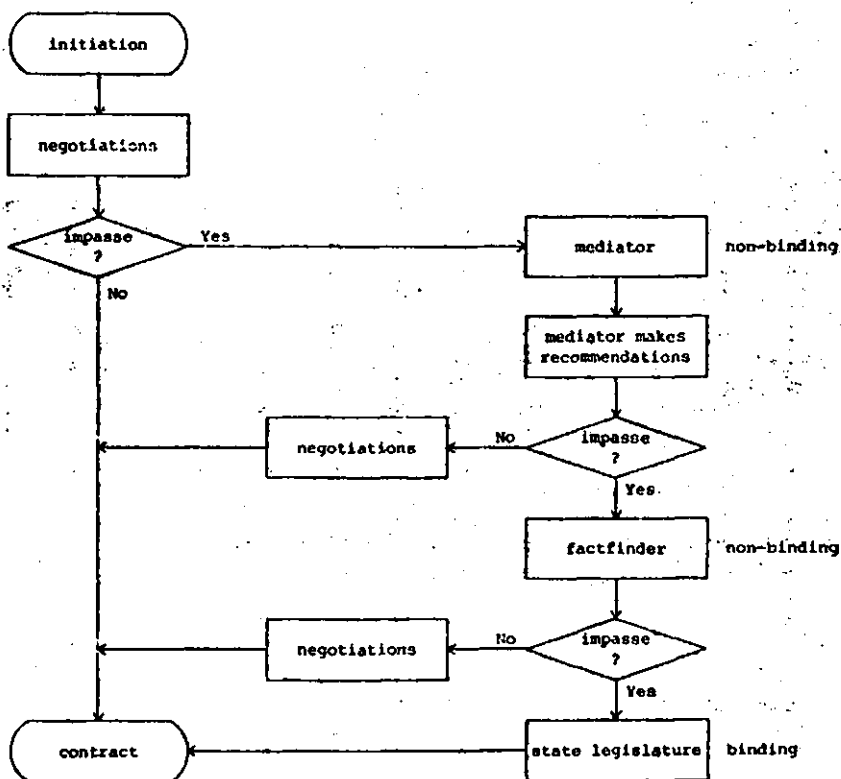 initiation
negotiations
impasse
?
Yes
No
mediator
non-binding
mediator makes
recommendations
impasse
?
No
Yes
negotiations
factfinder
non-binding
impasse
?
No
Yes
negotiations
state legislature
binding
contract